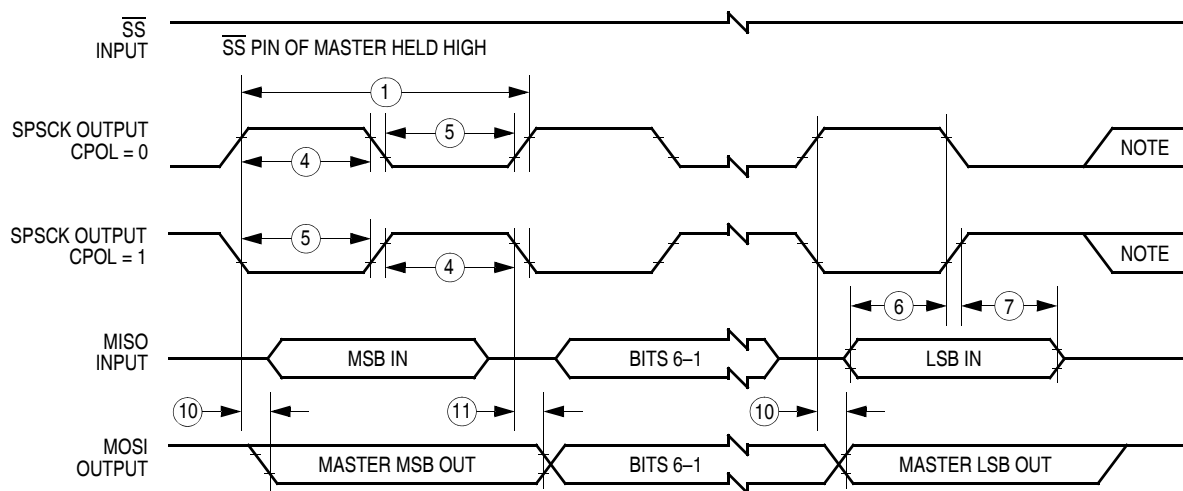 SS
INPUT
SS PIN OF MASTER HELD HIGH
1
SPSCK OUTPUT
CPOL = 0
5
4
NOTE
SPSCK OUTPUT
CPOL = 1
5
4
NOTE
6
7
MISO
INPUT
MSB IN
BITS 6–1
LSB IN
10
11
10
MOSI
OUTPUT
MASTER MSB OUT
BITS 6–1
MASTER LSB OUT